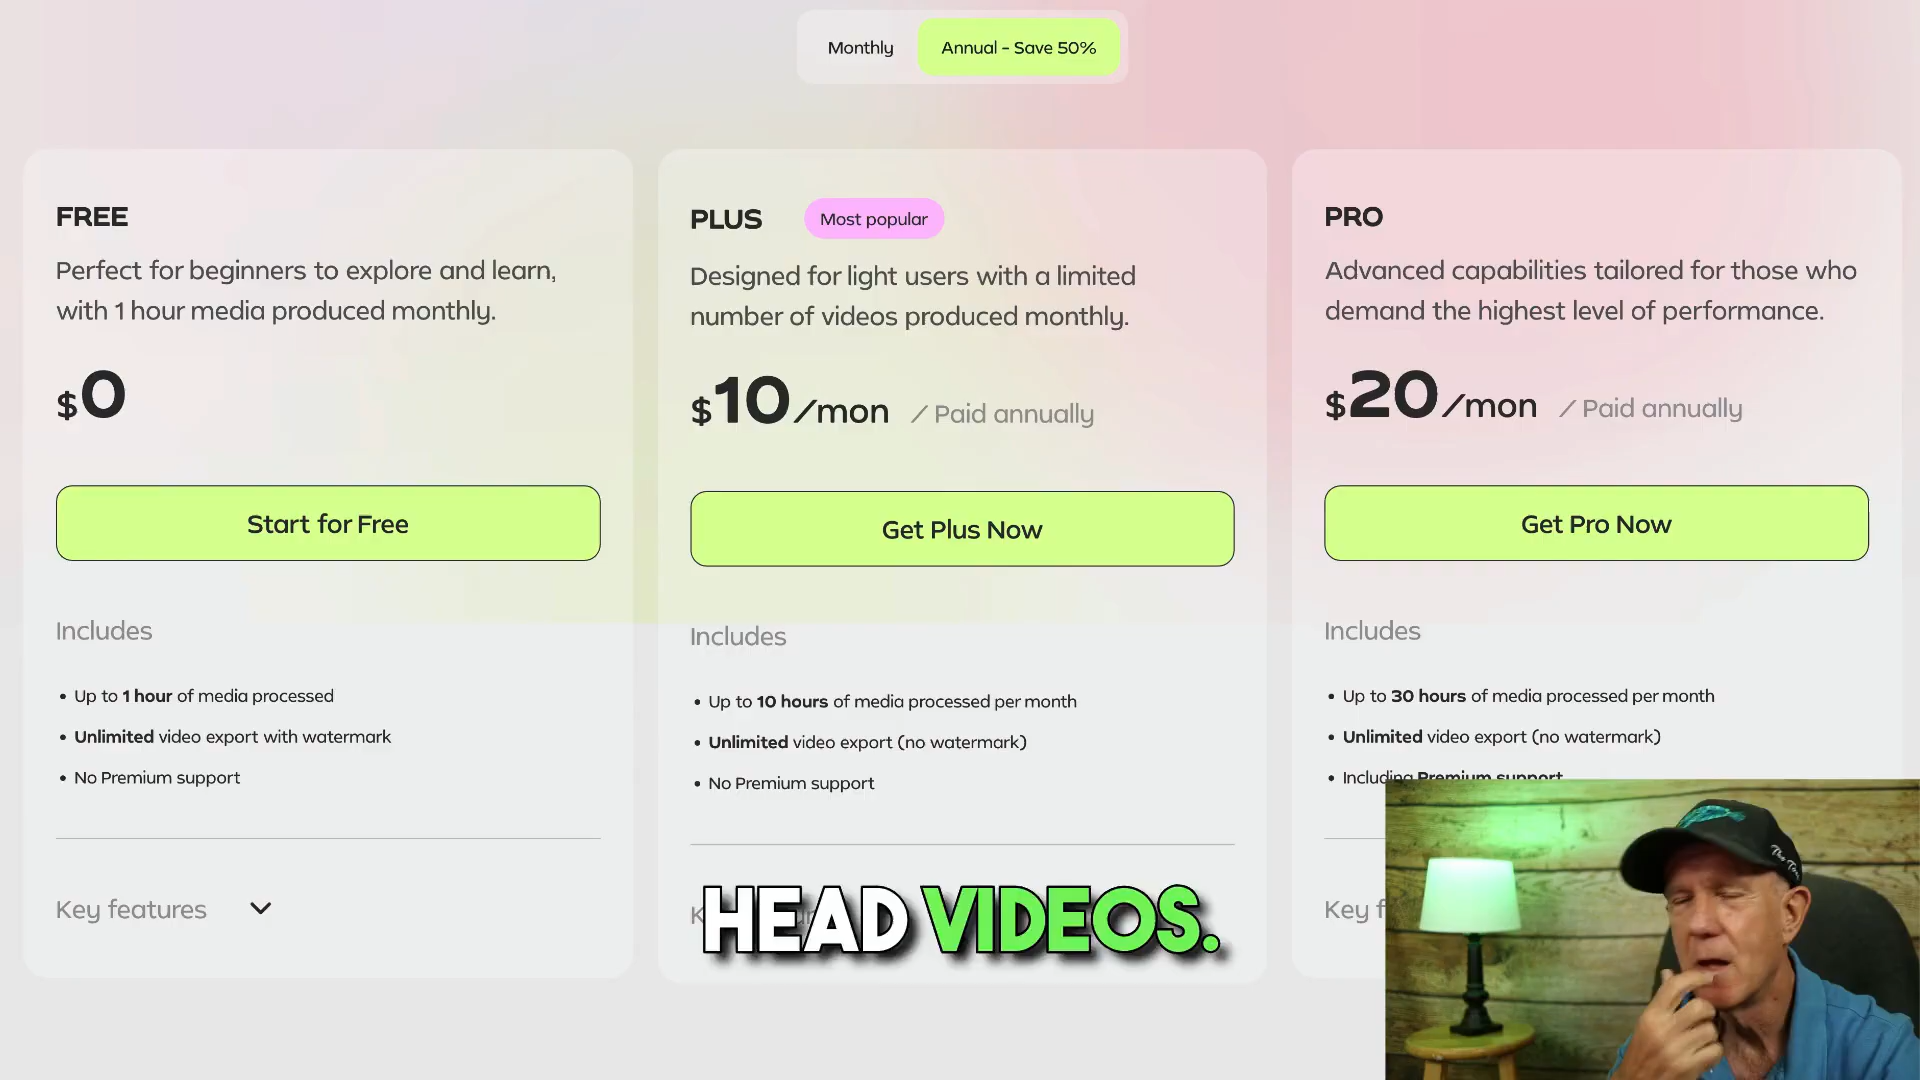 Monthly
Annual - Save 50%
FREE
Perfect for beginners to explore and learn,
with 1 hour media produced monthly.
$0
Start for Free
Includes
• Up to 1 hour of media processed
• Unlimited video export with watermark
• No Premium support
Key features
PLUS
Most popular
Designed for light users with a limited
number of videos produced monthly.
$10/mon / Paid annually
Get Plus Now
Includes
• Up to 10 hours of media processed per month
• Unlimited video export (no watermark)
• No Premium support
HEAD VIDEOS.
PRO
Advanced capabilities tailored for those who
demand the highest level of performance.
$20/mon / Paid annually
Get Pro Now
Includes
• Up to 30 hours of media processed per month
• Unlimited video export (no watermark)
• Including Premium support
Key